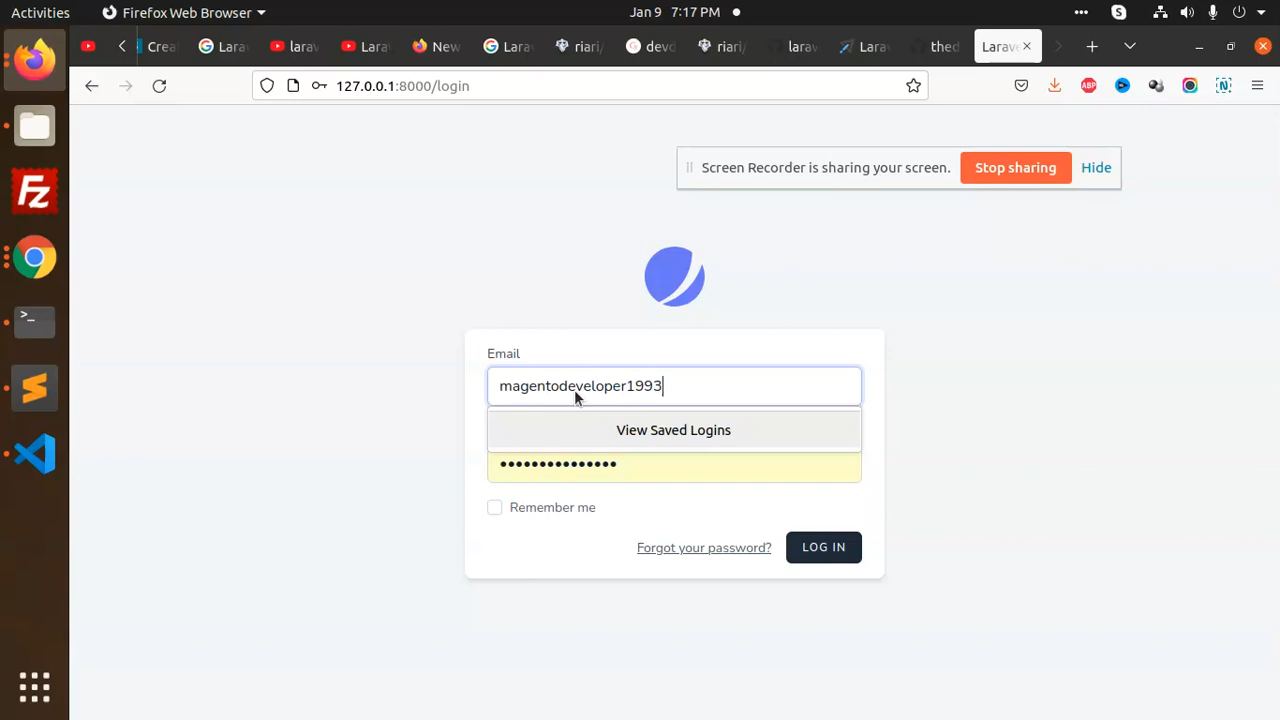 Activities
Firefox Web Browser
Jan 9 7:17 PM
Crea
Lara
larav
Lara
New
Lara
riari/
devd
riari/
larav
Lara
thed
Larav
127.0.0.1:8000/login
ABP
N
Screen Recorder is sharing your screen.
Stop sharing
Hide
Fz
>_
Email
magentodeveloper1993
View Saved Logins
Remember me
Forgot your password?
LOG IN